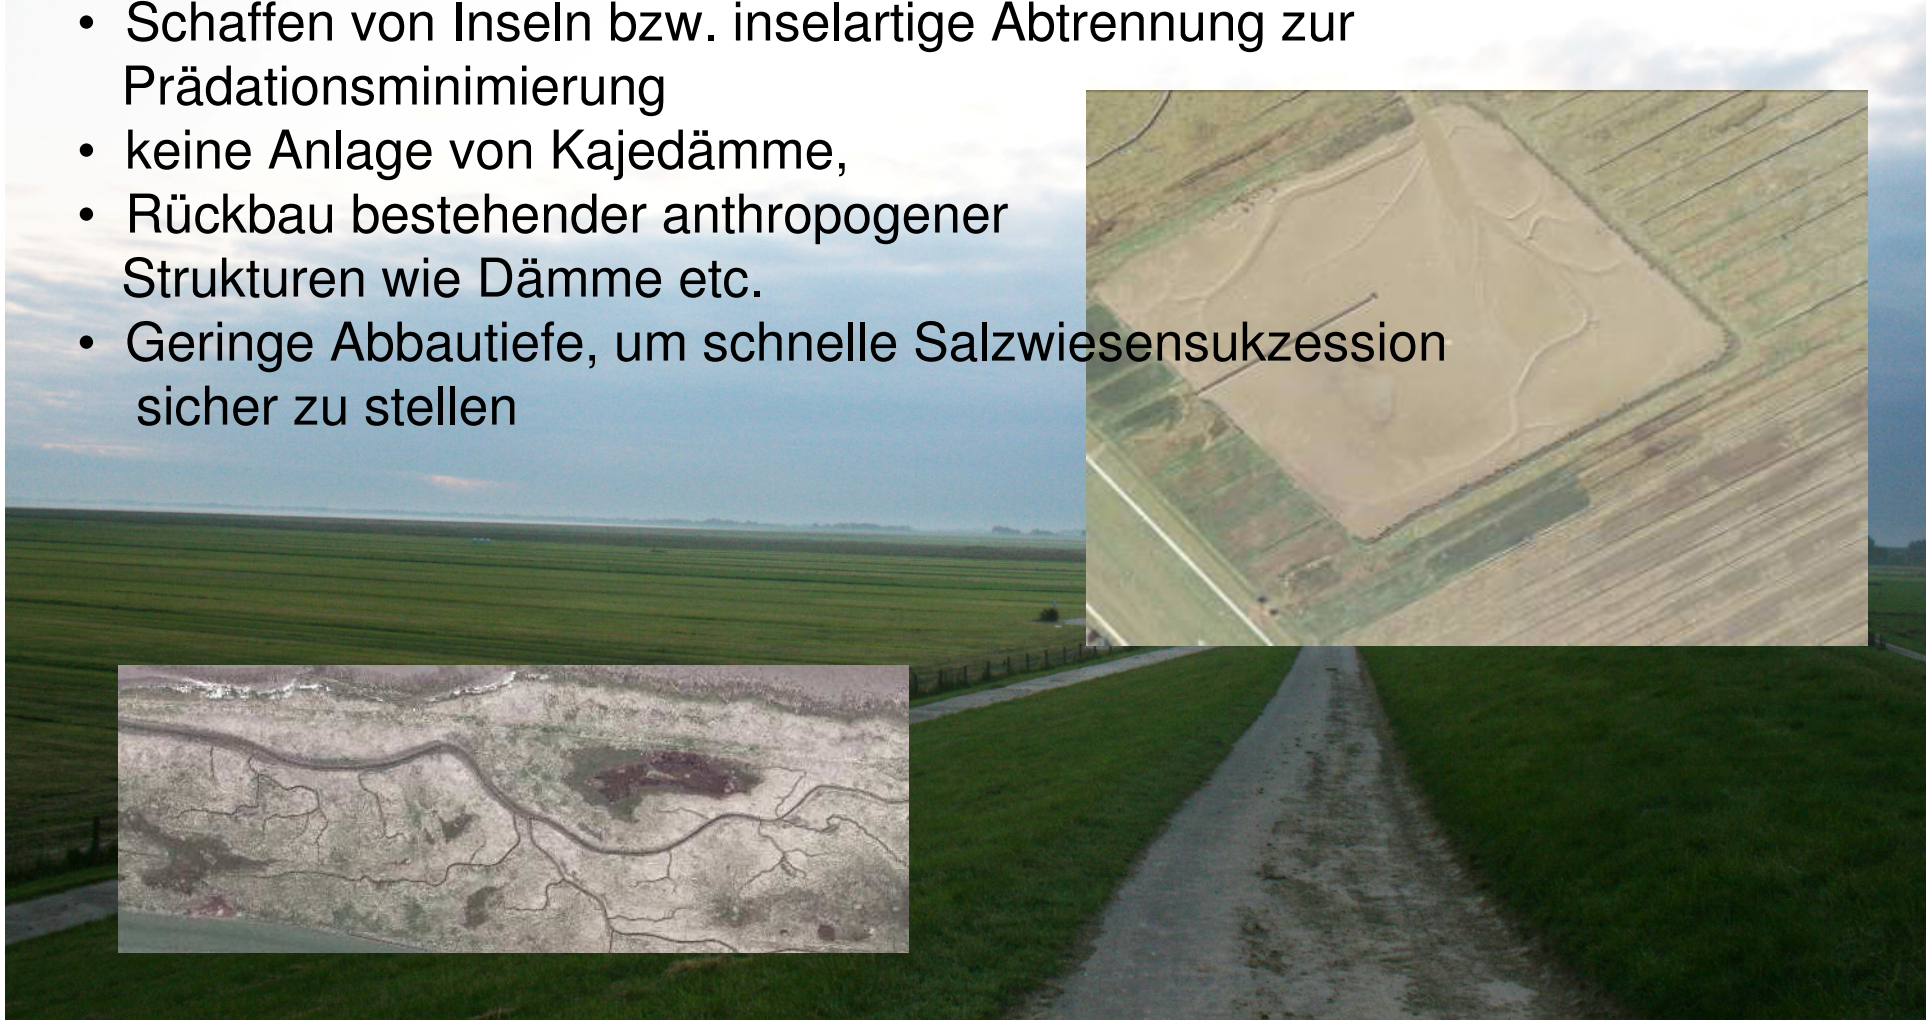 • Schaffen von Inseln bzw. inselartige Abtrennung zur
Prädationsminimierung
• keine Anlage von Kajedämme,
• Rückbau bestehender anthropogener
Strukturen wie Dämme etc.
• Geringe Abbautiefe, um schnelle Salzwiesensukzession
sicher zu stellen